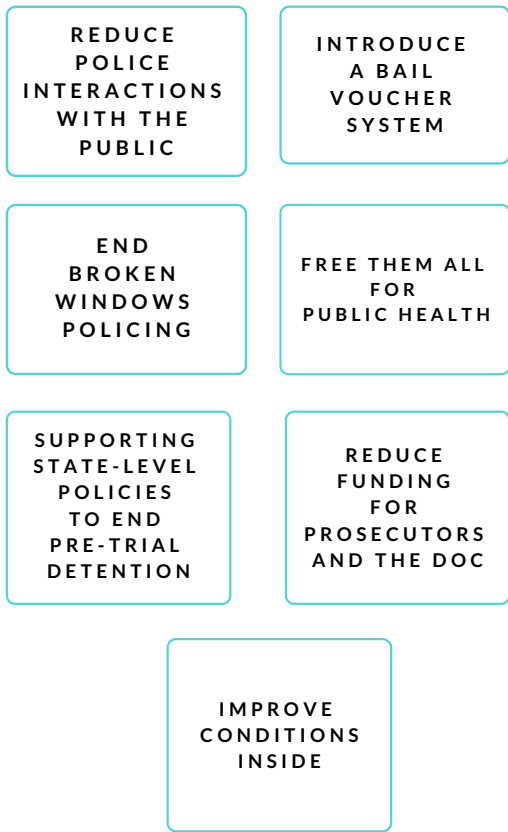 REDUCE
POLICE
INTERACTIONS
WITH THE
PUBLIC
INTRODUCE
A BAIL
VOUCHER
SYSTEM
END
BROKEN
WINDOWS
POLICING
FREE THEM ALL
FOR
PUBLIC HEALTH
SUPPORTING
STATE-LEVEL
POLICIES
TO END
PRE-TRIAL
DETENTION
REDUCE
FUNDING
FOR
PROSECUTORS
AND THE DOC
IMPROVE
CONDITIONS
INSIDE